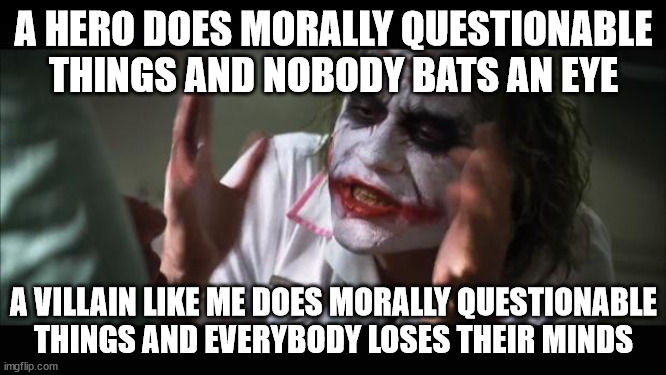 A HERO DOES MORALLY QUESTIONABLE
THINGS AND NOBODY BATS AN EYE
A VILLAIN LIKE ME DOES MORALLY QUESTIONABLE
THINGS AND EVERYBODY LOSES THEIR MINDS
imgflip.com